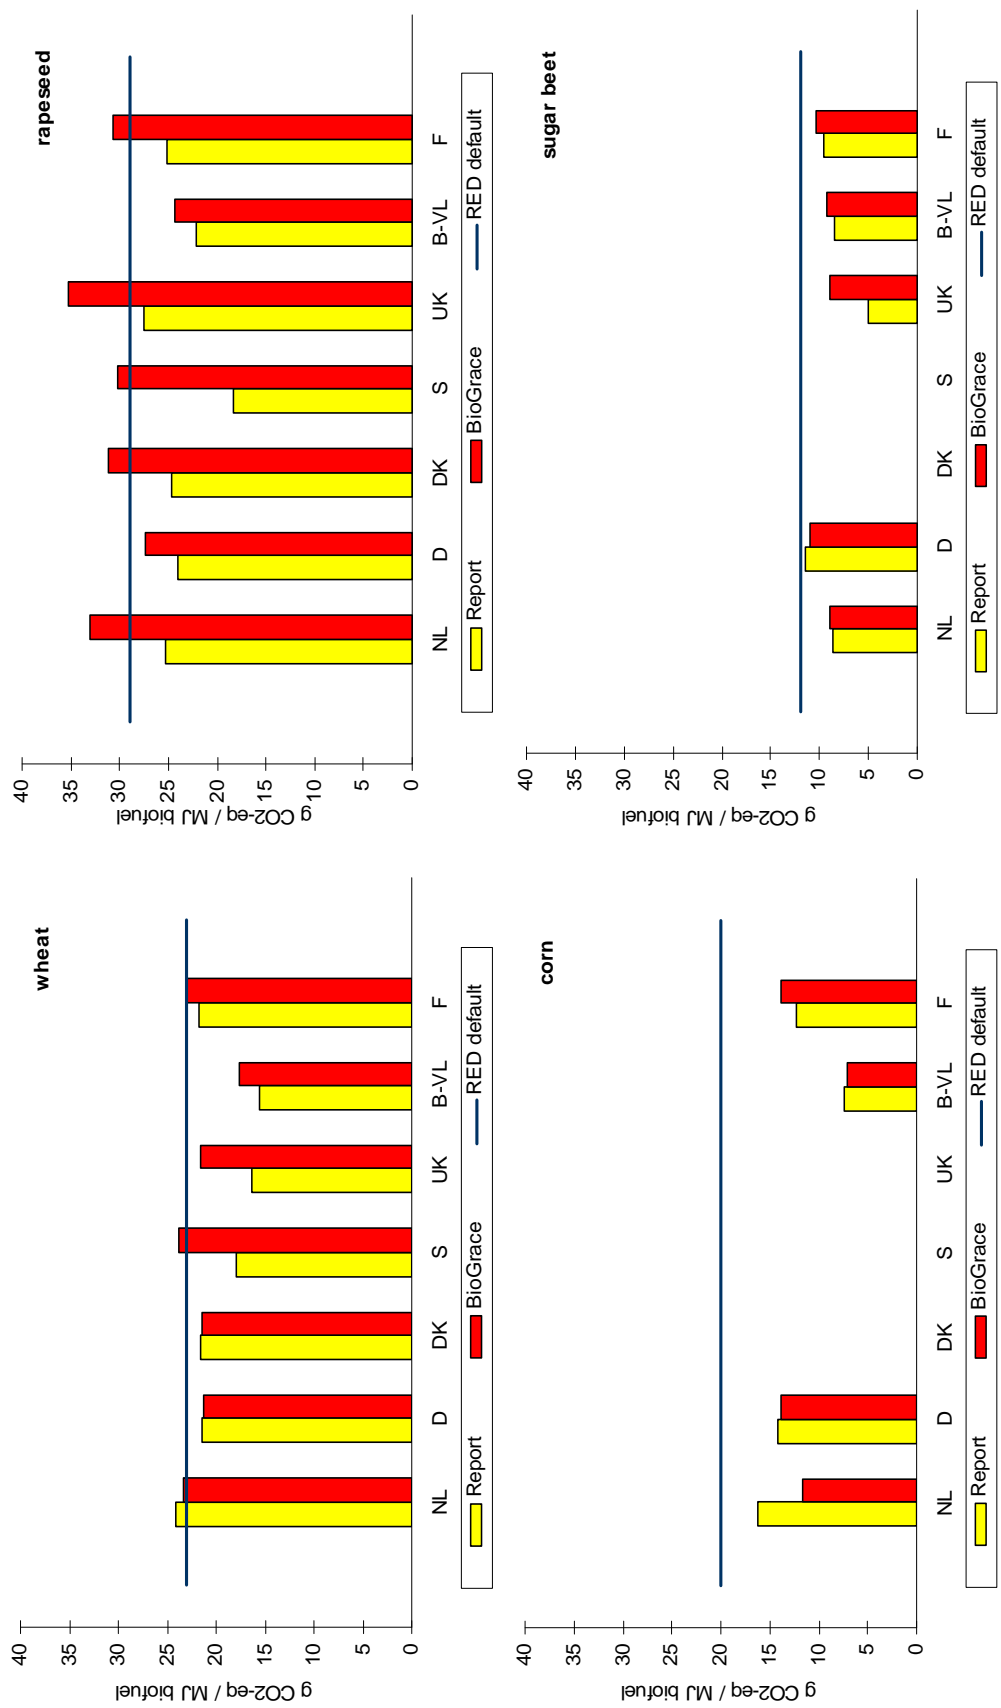 wheat
g CO2-eq / MJ biofuel
40
35
30
25
20
15
10
5
0
NL D DK S UK B-VL F
Report BioGrace RED default
rapeseed
g CO2-eq / MJ biofuel
40
35
30
25
20
15
10
5
0
NL D DK S UK B-VL F
Report BioGrace RED default
corn
g CO2-eq / MJ biofuel
40
35
30
25
20
15
10
5
0
NL D DK S UK B-VL F
Report BioGrace RED default
sugar beet
g CO2-eq / MJ biofuel
40
35
30
25
20
15
10
5
0
NL D DK S UK B-VL F
Report BioGrace RED default